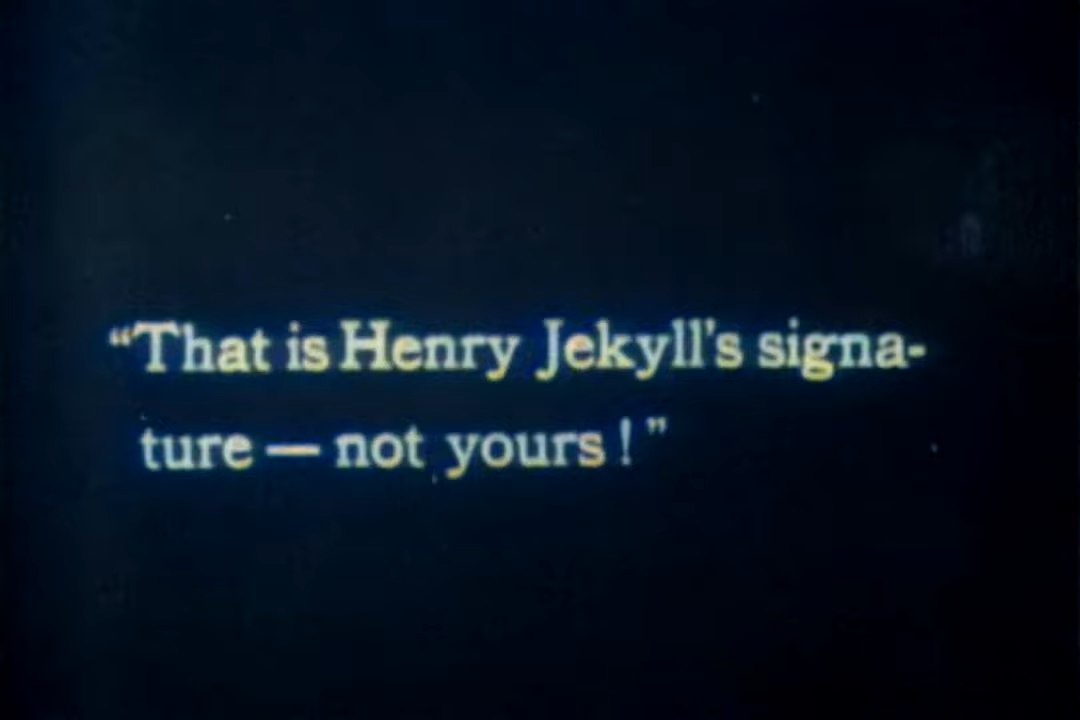 “That is Henry Jekyll's signa-
ture — not yours!”